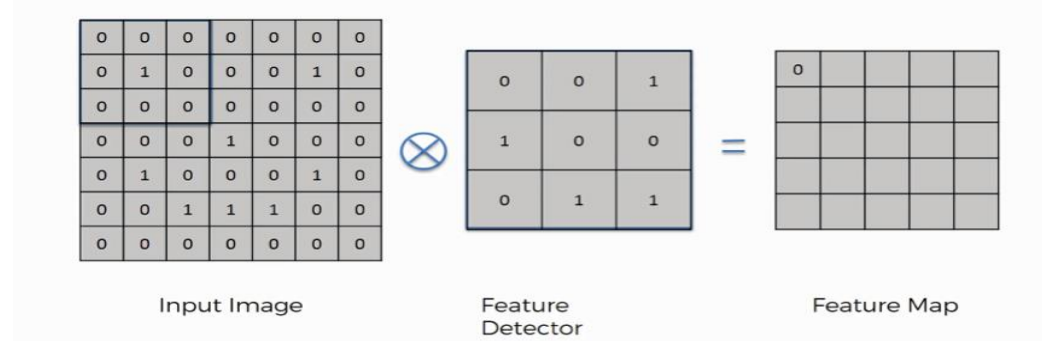 0 0 0 0 0 0 0
0 1 0 0 0 1 0
0 0 0 0 0 0 0
0 0 0 1 0 0 0
0 1 0 0 0 1 0
0 0 1 1 1 0 0
0 0 0 0 0 0 0
Input Image
⊗
0 0 1
1 0 0
0 1 1
Feature
Detector
=
0
Feature Map